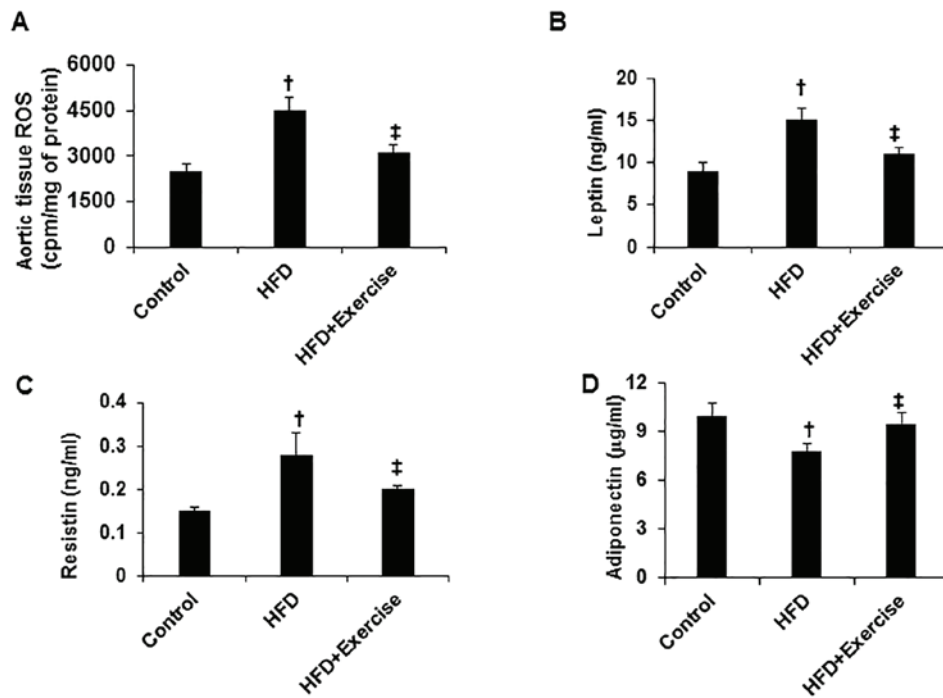 A
Aortic tissue ROS
(cpm/mg of protein)
6000
4500
3000
1500
0
†
‡
Control
HFD
HFD+Exercise
B
Leptin (ng/ml)
20
15
10
5
0
†
‡
Control
HFD
HFD+Exercise
C
Resistin (ng/ml)
0.4
0.3
0.2
0.1
0
†
‡
Control
HFD
HFD+Exercise
D
Adiponectin (µg/ml)
12
9
6
3
0
†
‡
Control
HFD
HFD+Exercise